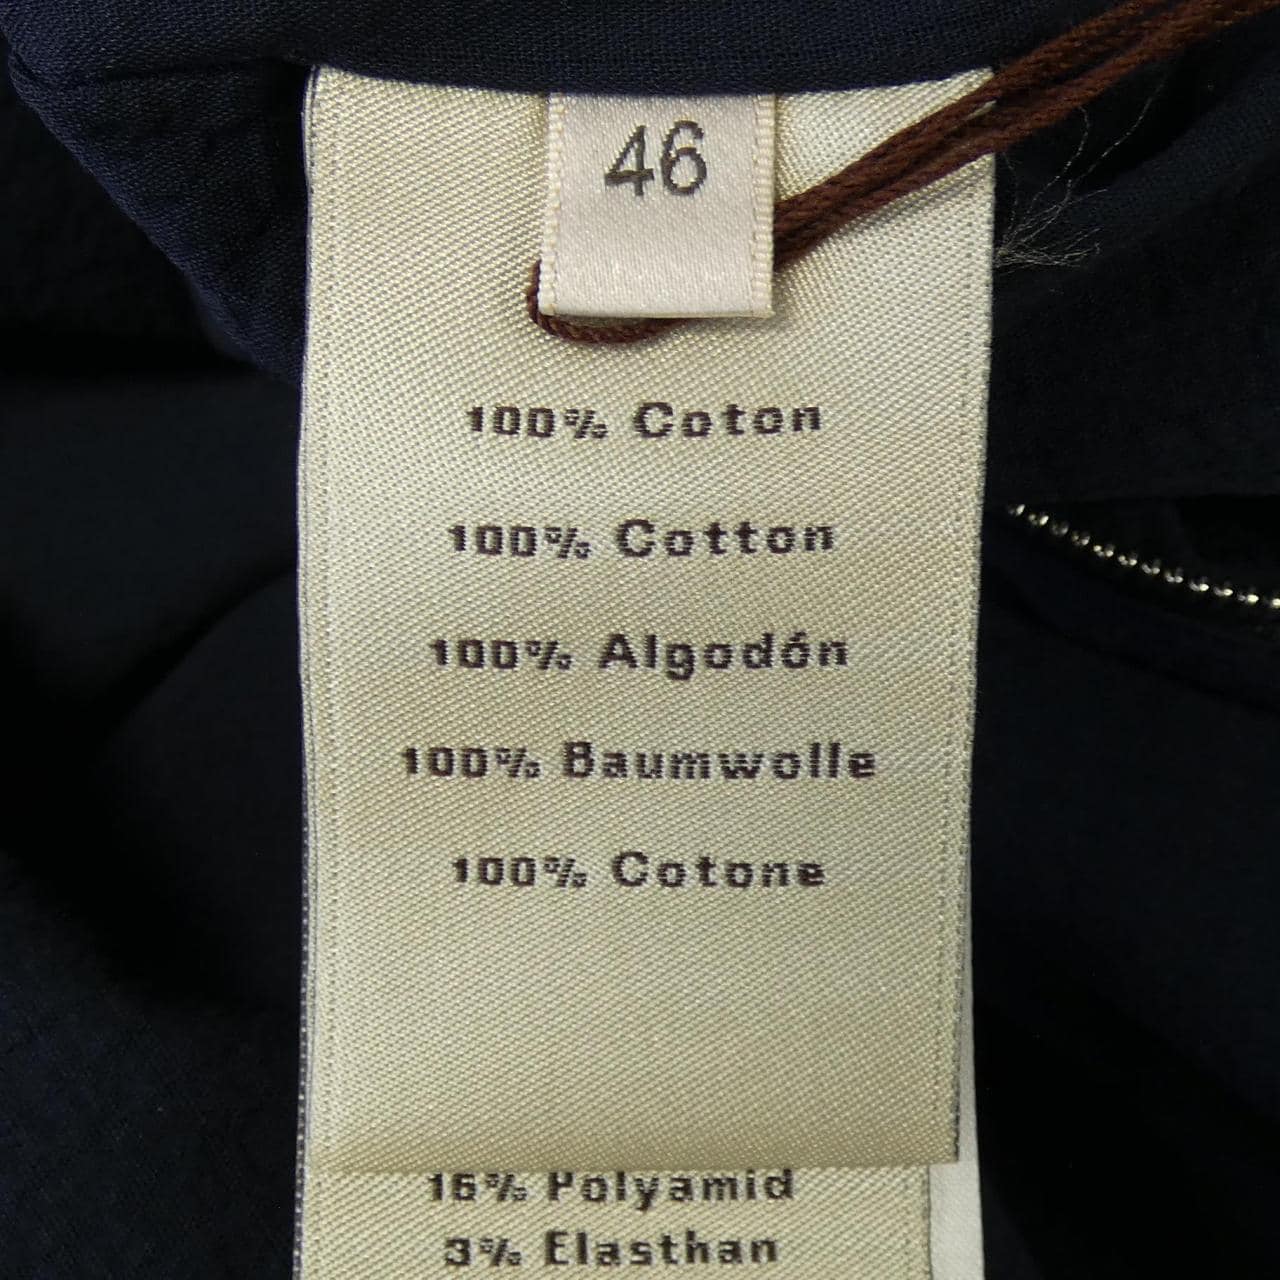 46
100% Coton
100% Cotton
100% Algodón
100% Baumwolle
100% Cotone
16% Polyamid
3% Elasthan